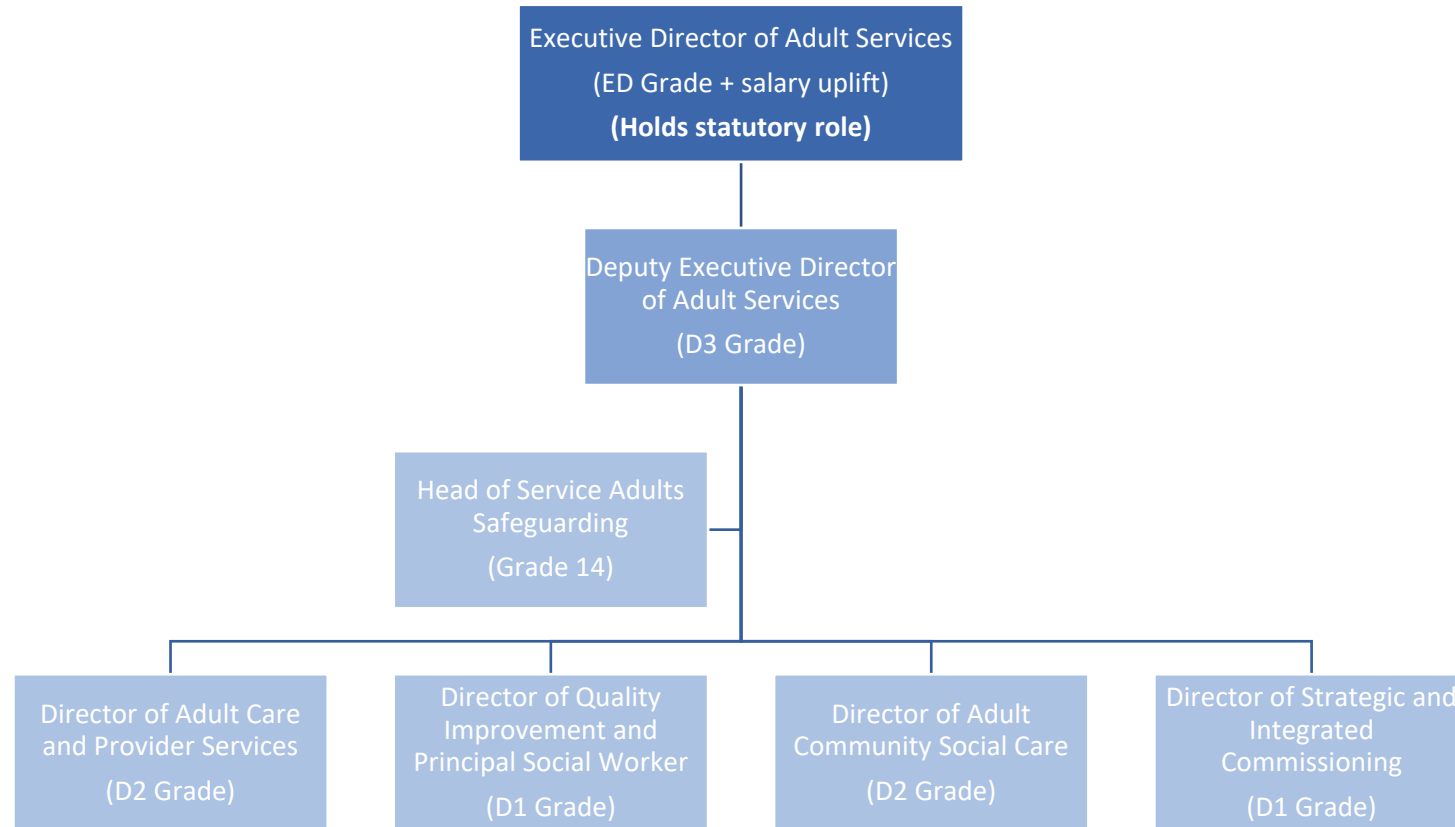 Executive Director of Adult Services
(ED Grade + salary uplift)
(Holds statutory role)
Deputy Executive Director
of Adult Services
(D3 Grade)
Head of Service Adults
Safeguarding
(Grade 14)
Director of Adult Care
and Provider Services
(D2 Grade)
Director of Quality
Improvement and
Principal Social Worker
(D1 Grade)
Director of Adult
Community Social Care
(D2 Grade)
Director of Strategic and
Integrated
Commissioning
(D1 Grade)